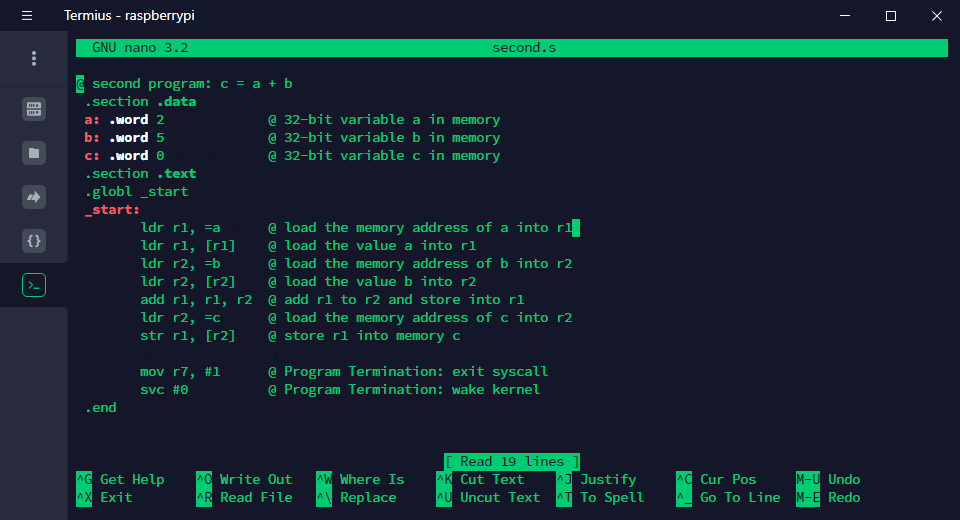 Termius - raspberrypi
GNU nano 3.2 second.s
@ second program: c = a + b
.section .data
a: .word 2 @ 32-bit variable a in memory
b: .word 5 @ 32-bit variable b in memory
c: .word 0 @ 32-bit variable c in memory
.section .text
.globl _start
_start:
ldr r1, =a @ load the memory address of a into r1
ldr r1, [r1] @ load the value a into r1
ldr r2, =b @ load the memory address of b into r2
ldr r2, [r2] @ load the value b into r2
add r1, r1, r2 @ add r1 to r2 and store into r1
ldr r2, =c @ load the memory address of c into r2
str r1, [r2] @ store r1 into memory c
mov r7, #1 @ Program Termination: exit syscall
svc #0 @ Program Termination: wake kernel
.end
[ Read 19 lines ]
^G Get Help ^O Write Out ^W Where Is ^K Cut Text ^J Justify ^C Cur Pos M-U Undo
^X Exit ^R Read File ^\ Replace ^U Uncut Text ^T To Spell ^_ Go To Line M-E Redo